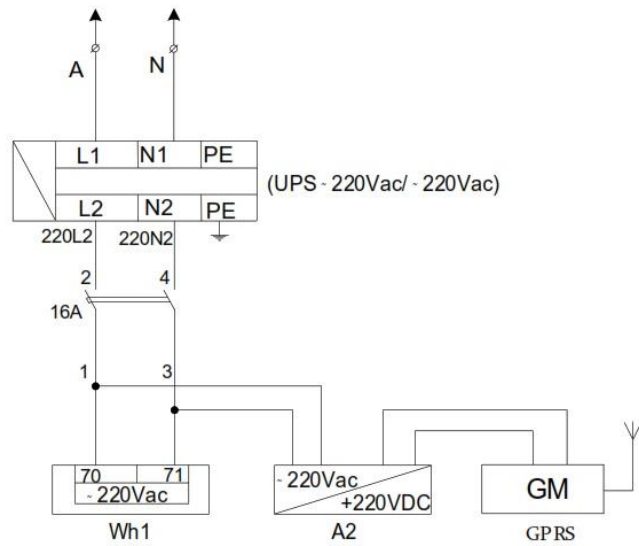 A N
L1 N1 PE
(UPS ~ 220Vac/ ~ 220Vac)
L2 N2 PE
220L2 220N2
2 4
16A
1 3
70 71
~ 220Vac
~ 220Vac
+220VDC
GM
Wh1 A2 GPRS